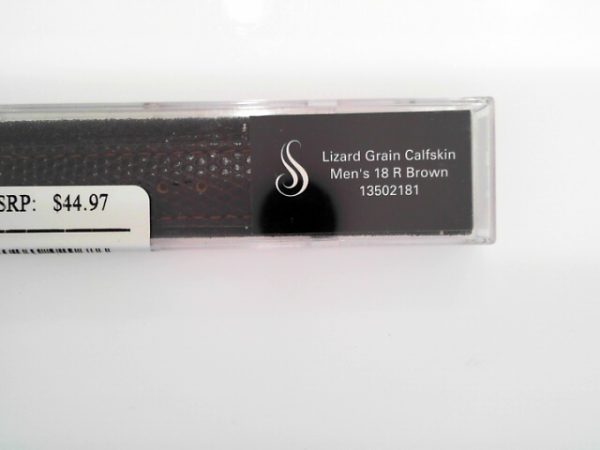 SRP: $44.97
Lizard Grain Calfskin
Men's 18 R Brown
13502181